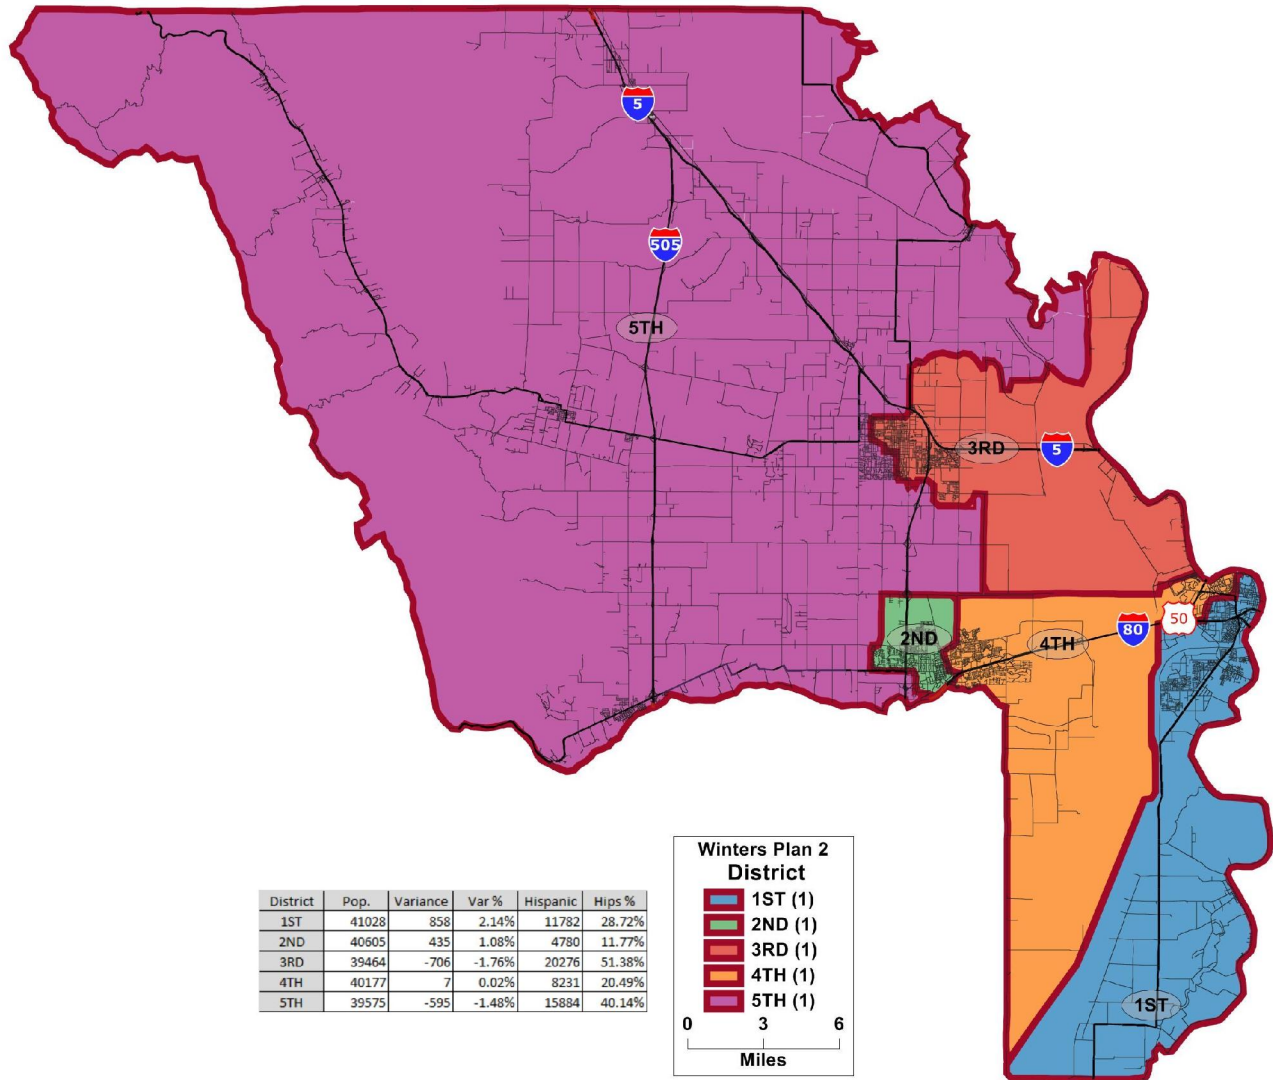 5
505
5TH
3RD
5
50
80
2ND
4TH
1ST
District Pop. Variance Var % Hispanic Hips %
1ST 41028 858 2.14% 11782 28.72%
2ND 40605 435 1.08% 4780 11.77%
3RD 39464 -706 -1.76% 20276 51.38%
4TH 40177 7 0.02% 8231 20.49%
5TH 39575 -595 -1.48% 15884 40.14%
Winters Plan 2
District
1ST (1)
2ND (1)
3RD (1)
4TH (1)
5TH (1)
0 3 6
Miles